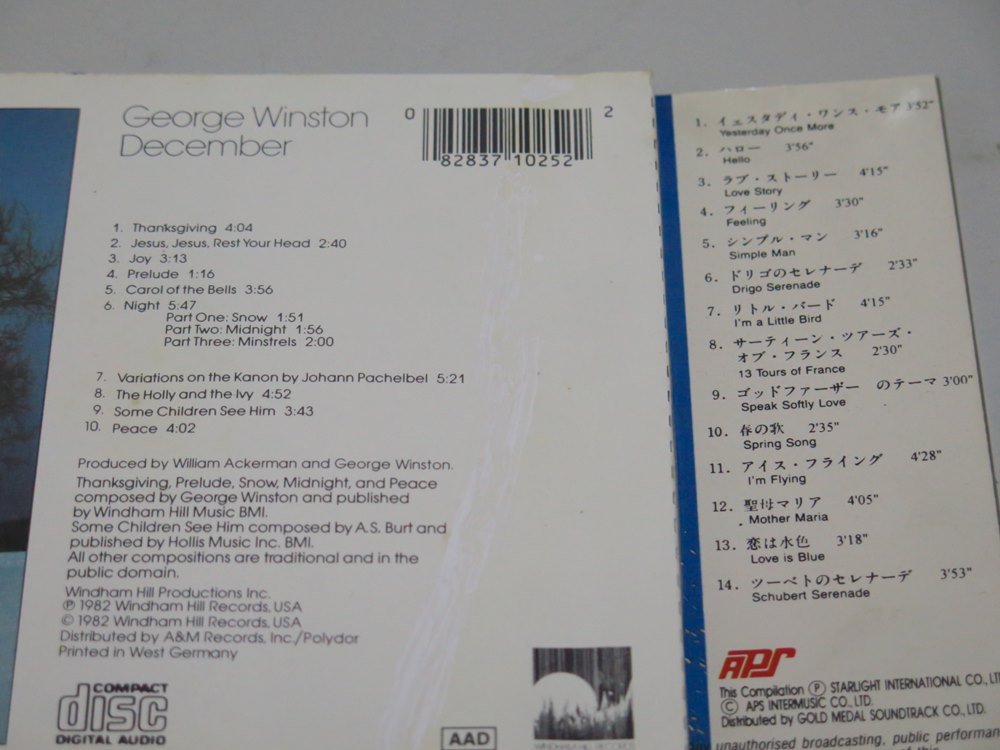 George Winston
December
0 82837 10252 2
1. Thanksgiving 4:04
2. Jesus, Jesus, Rest Your Head 2:40
3. Joy 3:13
4. Prelude 1:16
5. Carol of the Bells 3:56
6. Night 5:47
Part One: Snow 1:51
Part Two: Midnight 1:56
Part Three: Minstrels 2:00
7. Variations on the Kanon by Johann Pachelbel 5:21
8. The Holly and the Ivy 4:52
9. Some Children See Him 3:43
10. Peace 4:02
Produced by William Ackerman and George Winston.
Thanksgiving, Prelude, Snow, Midnight, and Peace
composed by George Winston and published
by Windham Hill Music BMI.
Some Children See Him composed by A.S. Burt and
published by Hollis Music Inc. BMI.
All other compositions are traditional and in the
public domain.
Windham Hill Productions Inc.
℗ 1982 Windham Hill Records, USA
© 1982 Windham Hill Records, USA
Distributed by A&M Records, Inc./Polydor
Printed in West Germany
COMPACT
disc
DIGITAL AUDIO
AAD
1. イェスタデイ・ワンス・モア 3'52"
Yesterday Once More
2. ハロー 3'56"
Hello
3. ラブ・ストーリー 4'15"
Love Story
4. フィーリング 3'30"
Feeling
5. シンプル・マン 3'16"
Simple Man
6. ドリゴのセレナーデ 2'33"
Drigo Serenade
7. リトル・バード 4'15"
I'm a Little Bird
8. サーティーン・ツアーズ・
オブ・フランス 2'30"
13 Tours of France
9. ゴッドファーザー のテーマ 3'00"
Speak Softly Love
10.春の歌 2'35"
Spring Song
11. アイス・フライング 4'28"
I'm Flying
12.聖母マリア 4'05"
Mother Maria
13. 恋は水色 3'18"
Love is Blue
14. ツーベトのセレナーデ 3'53"
Schubert Serenade
APS
This Compilation ℗ STARLIGHT INTERNATIONAL CO., LT
© APS INTERMUSIC CO. LTD.
Distributed by GOLD MEDAL SOUNDTRACK CO., LTD.
unauthorised broadcasting, public performan